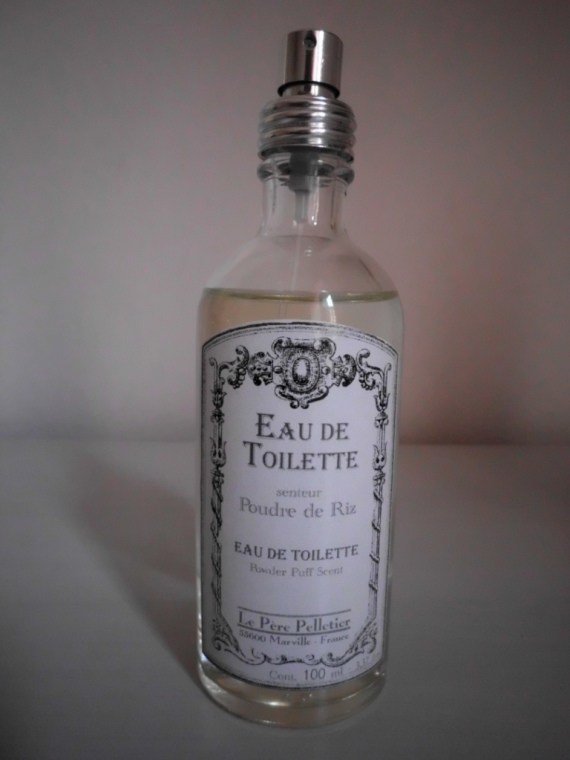 EAU DE
TOILETTE
senteur
Poudre de Riz
EAU DE TOILETTE
Powder Puff Scent
Le Père Pelletier
55600 Marville - France
Cont. 100 ml